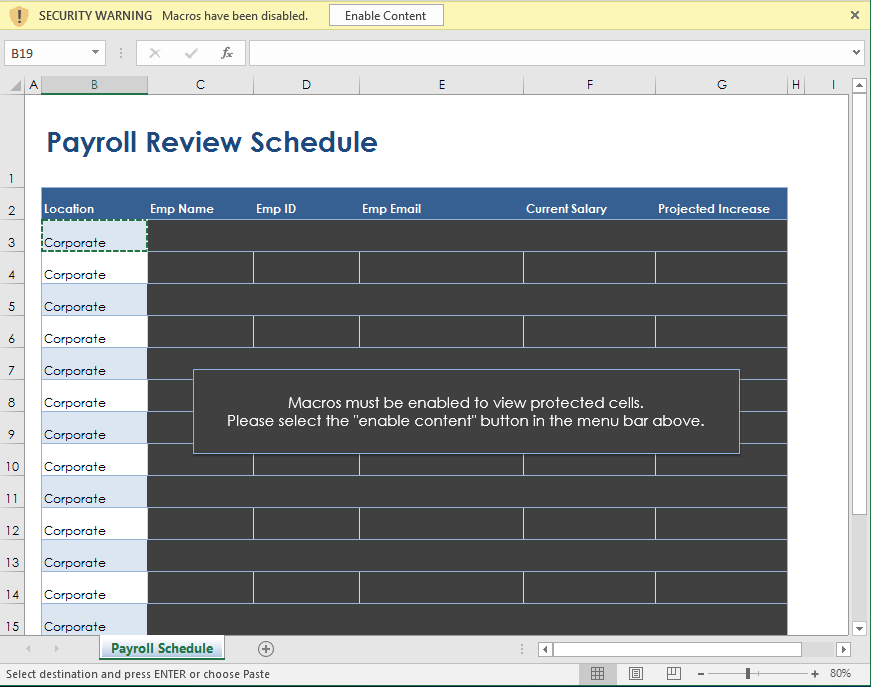 SECURITY WARNING Macros have been disabled. Enable Content
B19 fx
A B C D E F G H I
Payroll Review Schedule
1
2 Location Emp Name Emp ID Emp Email Current Salary Projected Increase
3 Corporate
4 Corporate
5 Corporate
6 Corporate
7 Corporate
Macros must be enabled to view protected cells.
8 Corporate
Please select the "enable content" button in the menu bar above.
9 Corporate
10 Corporate
11 Corporate
12 Corporate
13 Corporate
14 Corporate
15 Corporate
Payroll Schedule
Select destination and press ENTER or choose Paste 80%